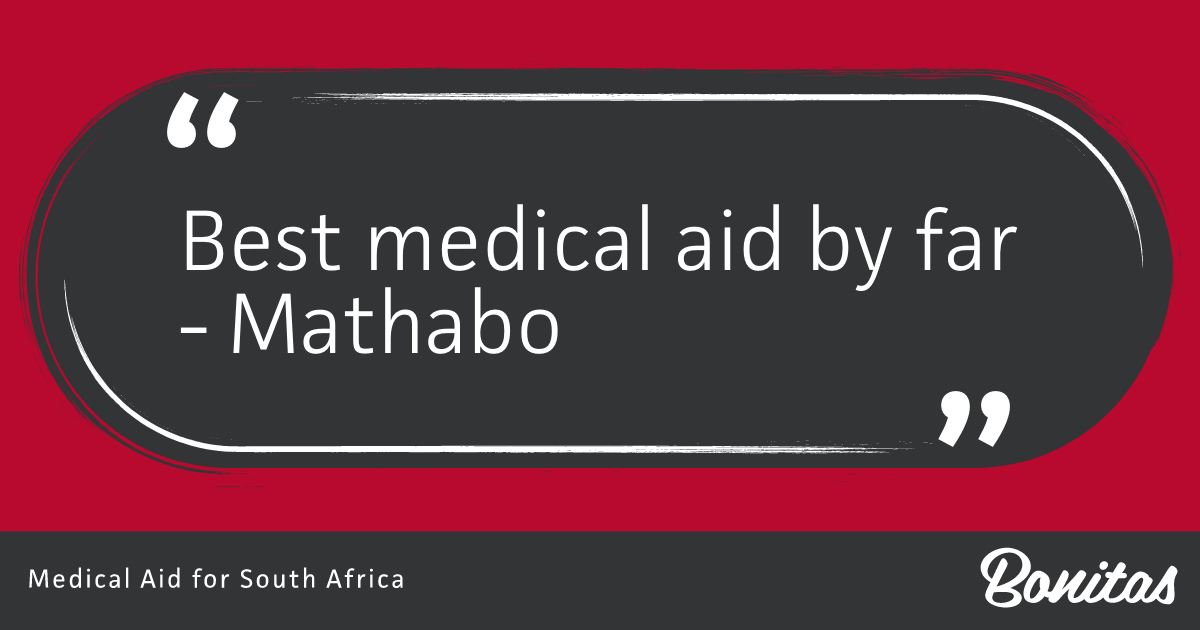 “
Best medical aid by far
- Mathabo
”
Medical Aid for South Africa
Bonitas